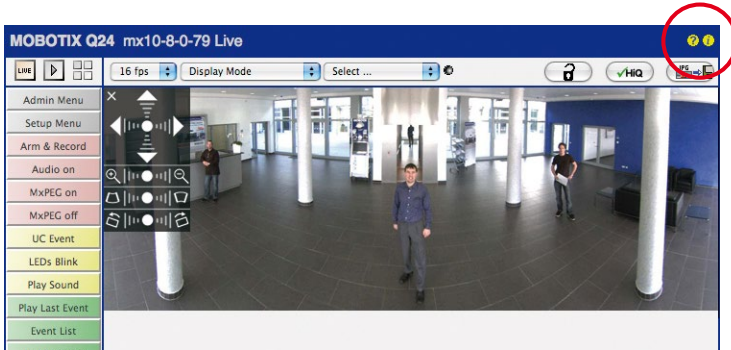 MOBOTIX Q24 mx10-8-0-79 Live
? i
LIVE
16 fps
Display Mode
Select ...
HiQ
JPG
Admin Menu
Setup Menu
Arm & Record
Audio on
MxPEG on
MxPEG off
UC Event
LEDs Blink
Play Sound
Play Last Event
Event List